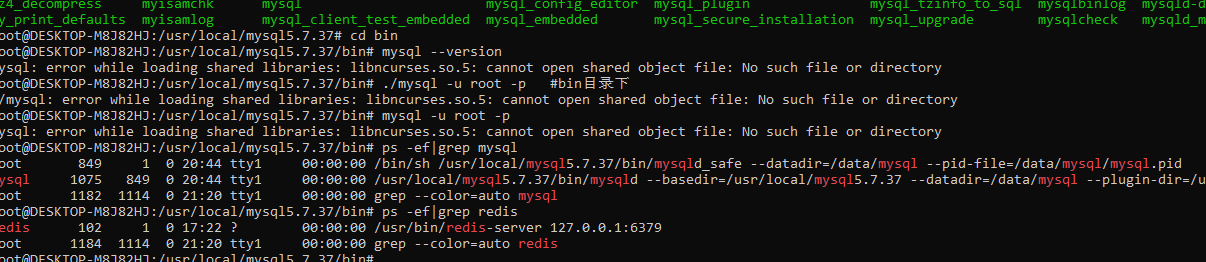 z4_decompress myisamchk mysql mysql_config_editor mysql_plugin mysql_tzinfo_to_sql mysqlbinlog mysqld-d
y_print_defaults myisamlog mysql_client_test_embedded mysql_embedded mysql_secure_installation mysql_upgrade mysqlcheck mysqld_m
oot@DESKTOP-M8J82HJ:/usr/local/mysql5.7.37# cd bin
oot@DESKTOP-M8J82HJ:/usr/local/mysql5.7.37/bin# mysql --version
ysql: error while loading shared libraries: libncurses.so.5: cannot open shared object file: No such file or directory
oot@DESKTOP-M8J82HJ:/usr/local/mysql5.7.37/bin# ./mysql -u root -p #bin目录下
/mysql: error while loading shared libraries: libncurses.so.5: cannot open shared object file: No such file or directory
oot@DESKTOP-M8J82HJ:/usr/local/mysql5.7.37/bin# mysql -u root -p
ysql: error while loading shared libraries: libncurses.so.5: cannot open shared object file: No such file or directory
oot@DESKTOP-M8J82HJ:/usr/local/mysql5.7.37/bin# ps -ef|grep mysql
oot 849 1 0 20:44 tty1 00:00:00 /bin/sh /usr/local/mysql5.7.37/bin/mysqld_safe --datadir=/data/mysql --pid-file=/data/mysql/mysql.pid
ysql 1075 849 0 20:44 tty1 00:00:00 /usr/local/mysql5.7.37/bin/mysqld --basedir=/usr/local/mysql5.7.37 --datadir=/data/mysql --plugin-dir=/u
oot 1182 1114 0 21:20 tty1 00:00:00 grep --color=auto mysql
oot@DESKTOP-M8J82HJ:/usr/local/mysql5.7.37/bin# ps -ef|grep redis
edis 102 1 0 17:22 ? 00:00:00 /usr/bin/redis-server 127.0.0.1:6379
oot 1184 1114 0 21:20 tty1 00:00:00 grep --color=auto redis
oot@DESKTOP-M8J82HJ:/usr/local/mysql5.7.37/bin#